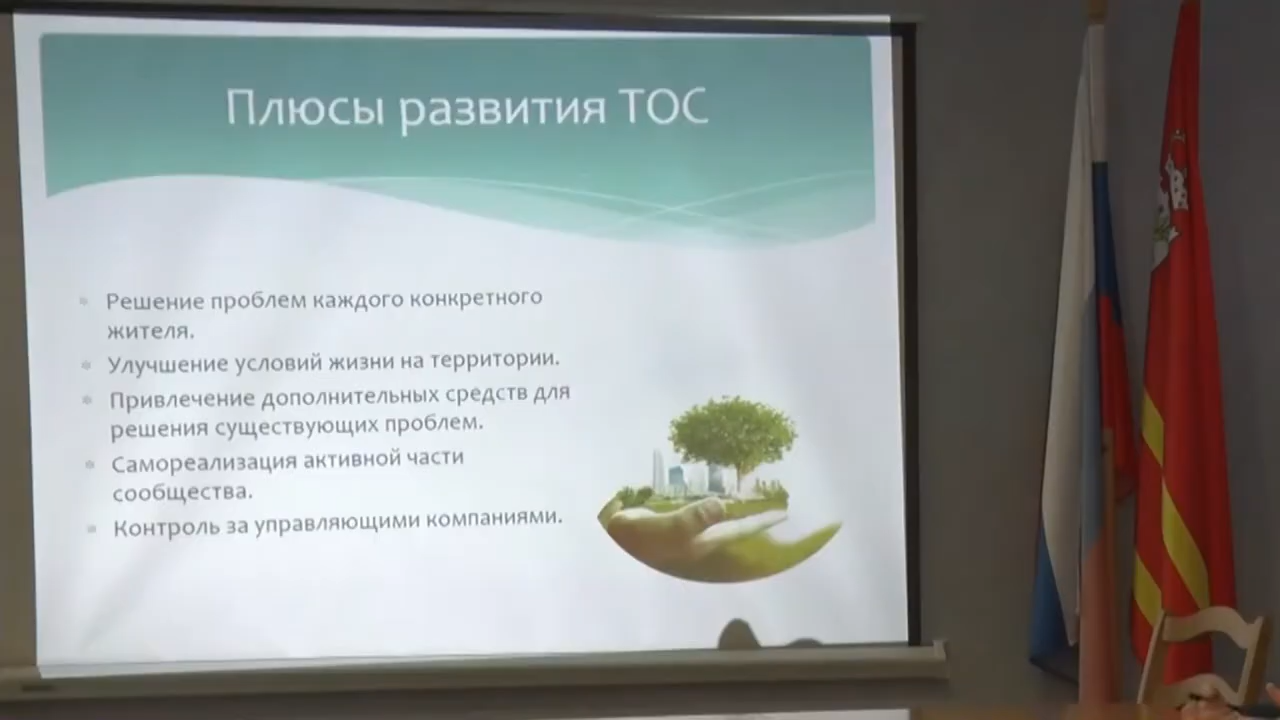 Плюсы развития ТОС
Решение проблем каждого конкретного
жителя.
Улучшение условий жизни на территории.
Привлечение дополнительных средств для
решения существующих проблем.
Самореализация активной части
сообщества.
Контроль за управляющими компаниями.